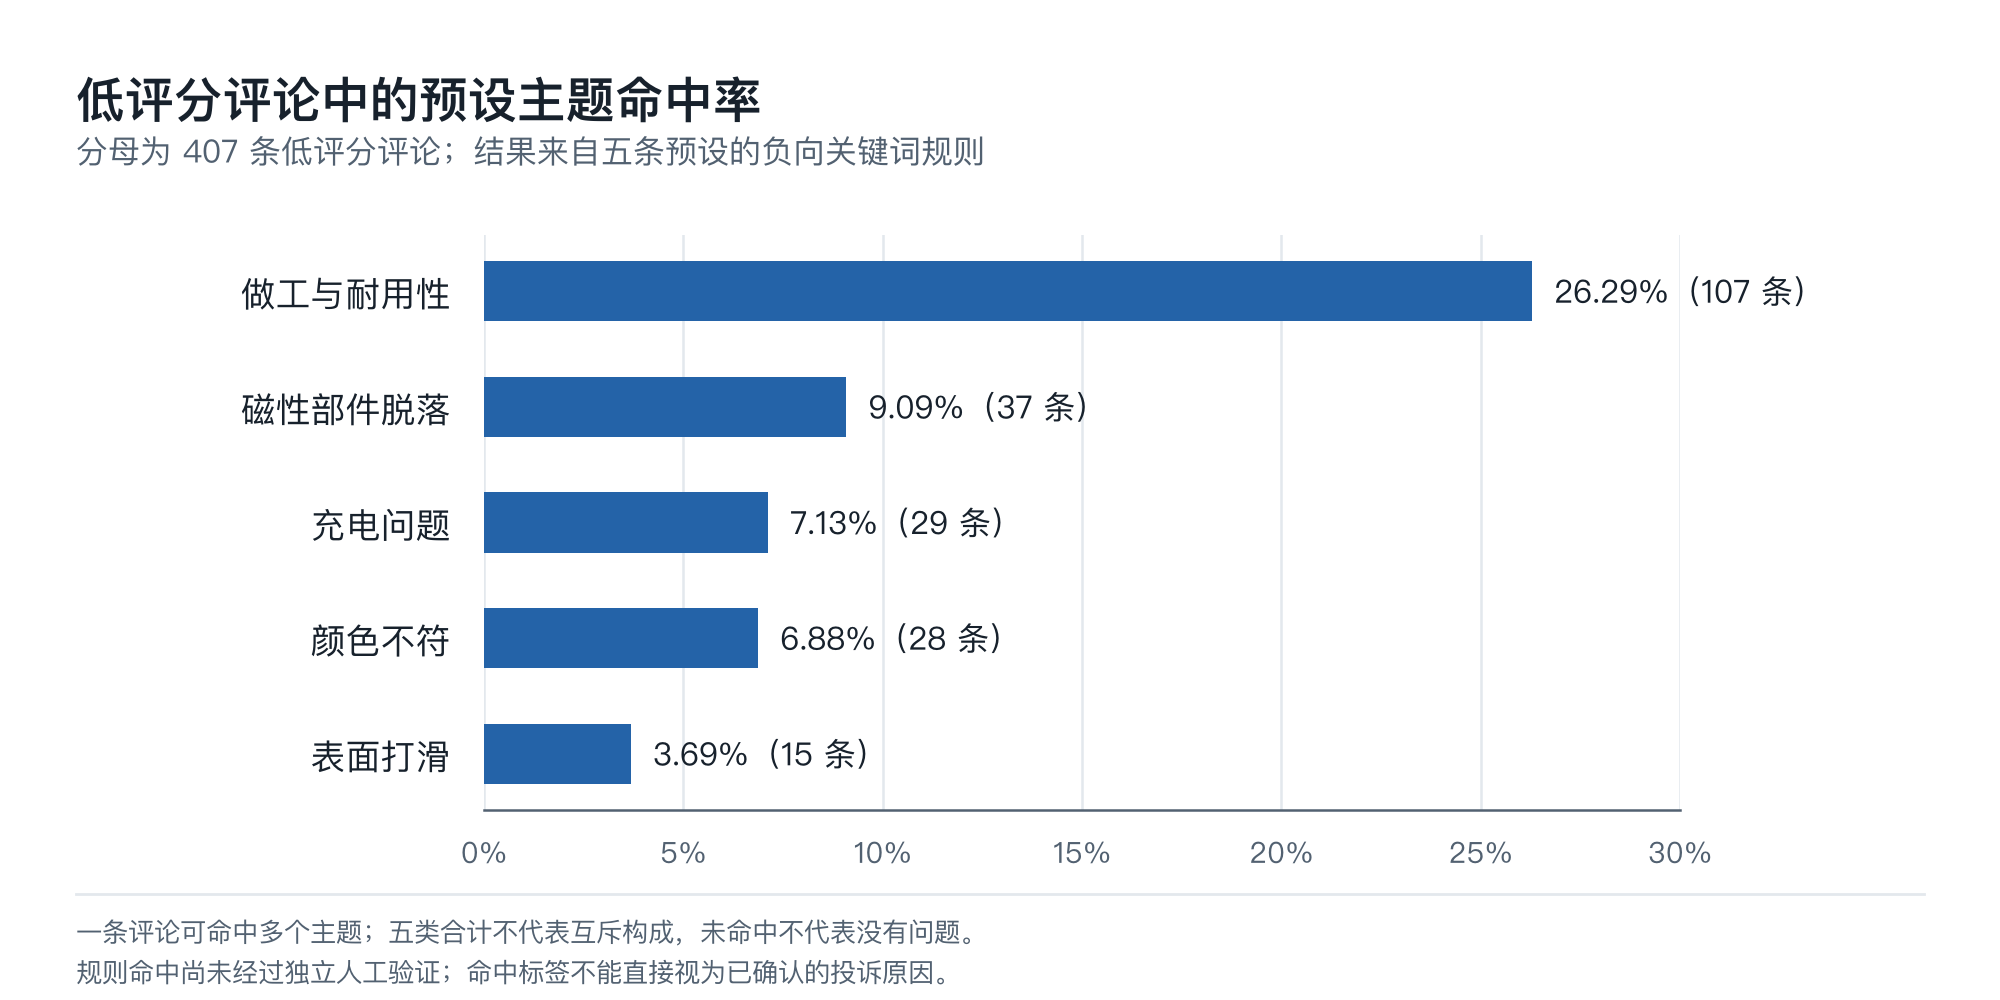 低评分评论中的预设主题命中率
分母为 407 条低评分评论；结果来自五条预设的负向关键词规则
做工与耐用性 26.29%（107 条）
磁性部件脱落 9.09%（37 条）
充电问题 7.13%（29 条）
颜色不符 6.88%（28 条）
表面打滑 3.69%（15 条）
0% 5% 10% 15% 20% 25% 30%
一条评论可命中多个主题；五类合计不代表互斥构成，未命中不代表没有问题。
规则命中尚未经过独立人工验证；命中标签不能直接视为已确认的投诉原因。